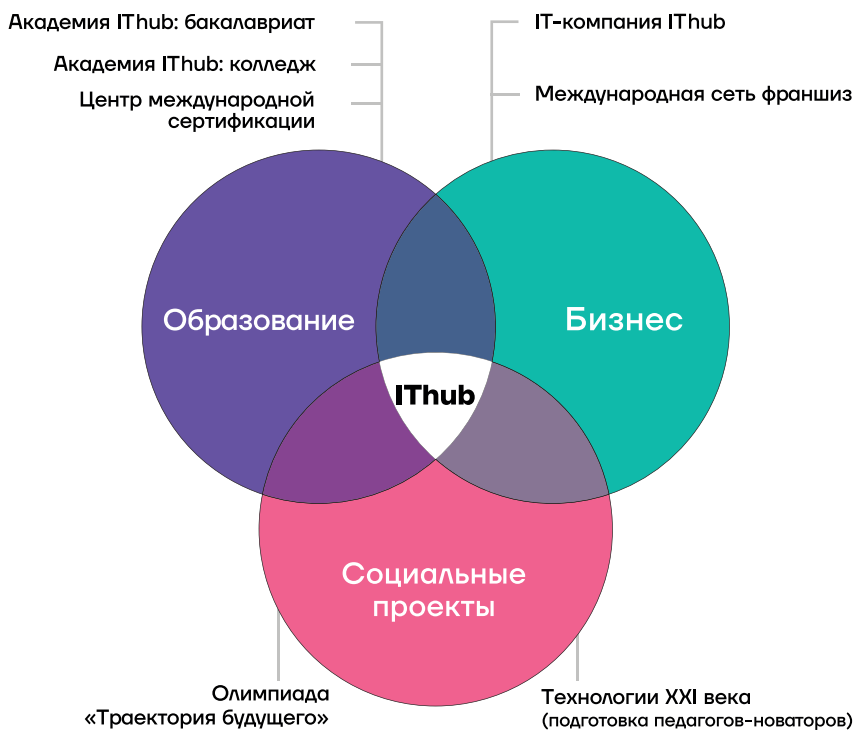 Академия IThub: бакалавриат
Академия IThub: колледж
Центр международной
сертификации
IT-компания IThub
Международная сеть франшиз
Образование
Бизнес
IThub
Социальные
проекты
Олимпиада
«Траектория будущего»
Технологии XXI века
(подготовка педагогов-новаторов)